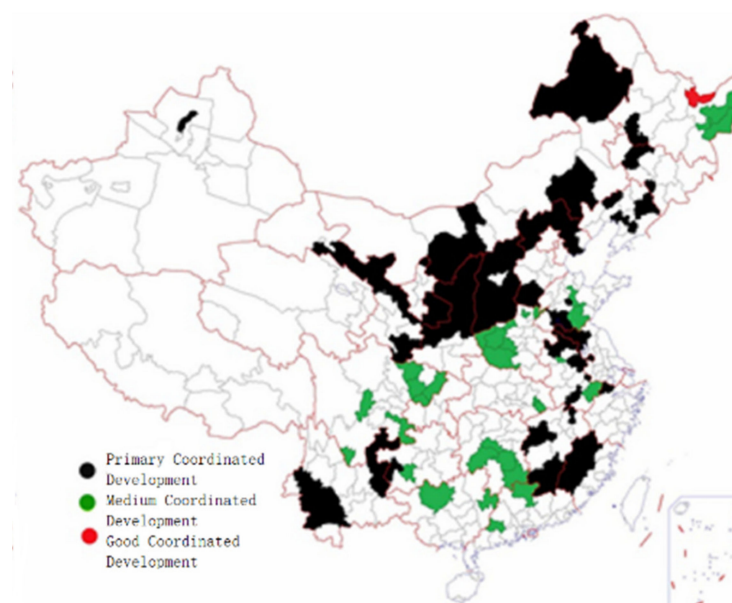 Primary Coordinated
Development
Medium Coordinated
Development
Good Coordinated
Development